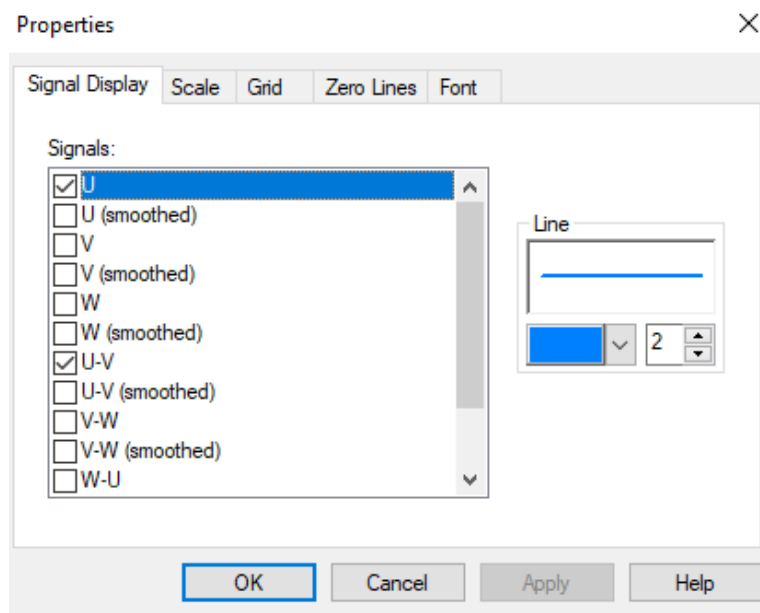 Properties
Signal Display Scale Grid Zero Lines Font
Signals:
U
U (smoothed)
V
V (smoothed)
W
W (smoothed)
U-V
U-V (smoothed)
V-W
V-W (smoothed)
W-U
Line
2
OK Cancel Apply Help